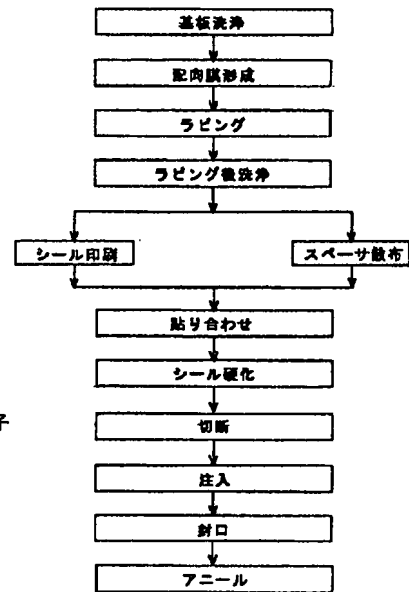 基板洗浄
配向膜形成
ラビング
ラビング後洗浄
シール印刷
スペーサ散布
貼り合わせ
シール硬化
子
切断
注入
封口
アニール